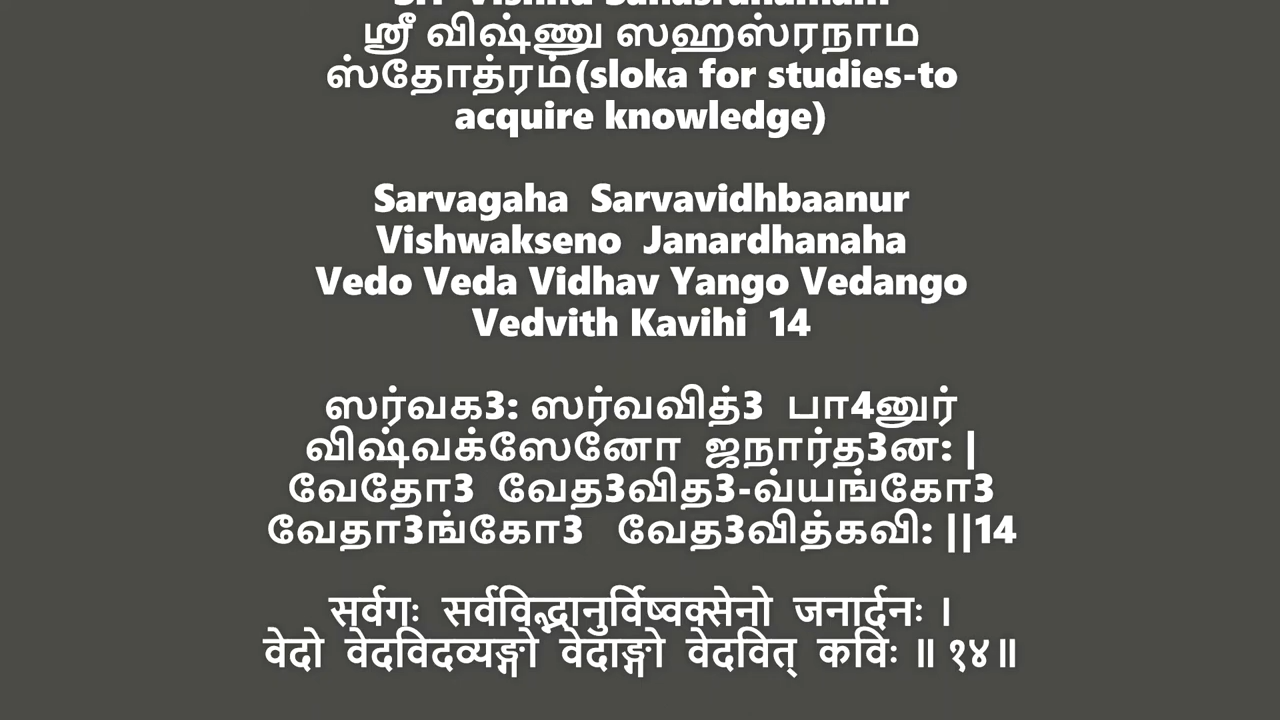 ஸ்ரீ விஷ்ணு ஸஹஸ்ரநாம
ஸ்தோத்ரம்(sloka for studies-to
acquire knowledge)
Sarvagaha Sarvavidhbaanur
Vishwakseno Janardhanaha
Vedo Veda Vidhav Yango Vedango
Vedvith Kavihi 14
ஸர்வக3: ஸர்வவித்3 பா4னுர்
விஷ்வக்ஸேனோ ஜநார்த3ன: |
வேதோ3 வேத3வித3-வ்யங்கோ3
வேதா3ங்கோ3 வேத3வித்கவி: ||14
सर्वगः सर्वविद्भानुर्विष्वक्सेनो जनार्दनः ।
वेदो वेदविदव्यङ्गो वेदाङ्गो वेदवित् कविः ॥ १४॥